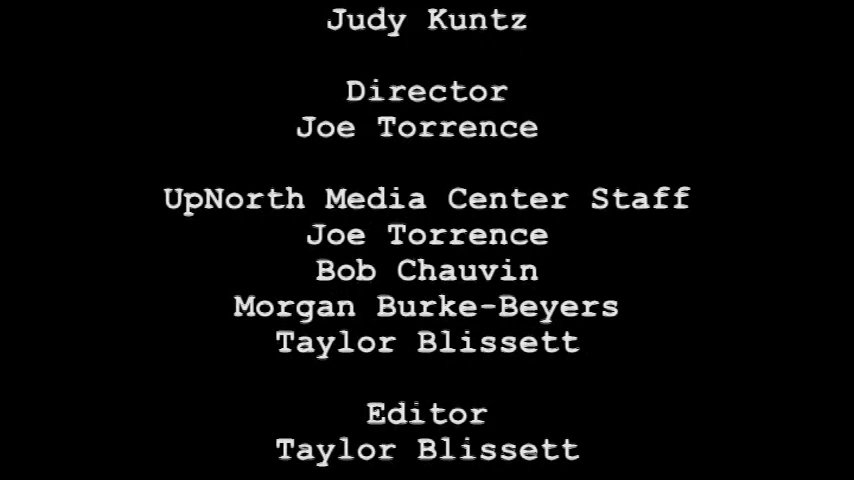 Judy Kuntz
Director
Joe Torrence
UpNorth Media Center Staff
Joe Torrence
Bob Chauvin
Morgan Burke-Beyers
Taylor Blissett
Editor
Taylor Blissett